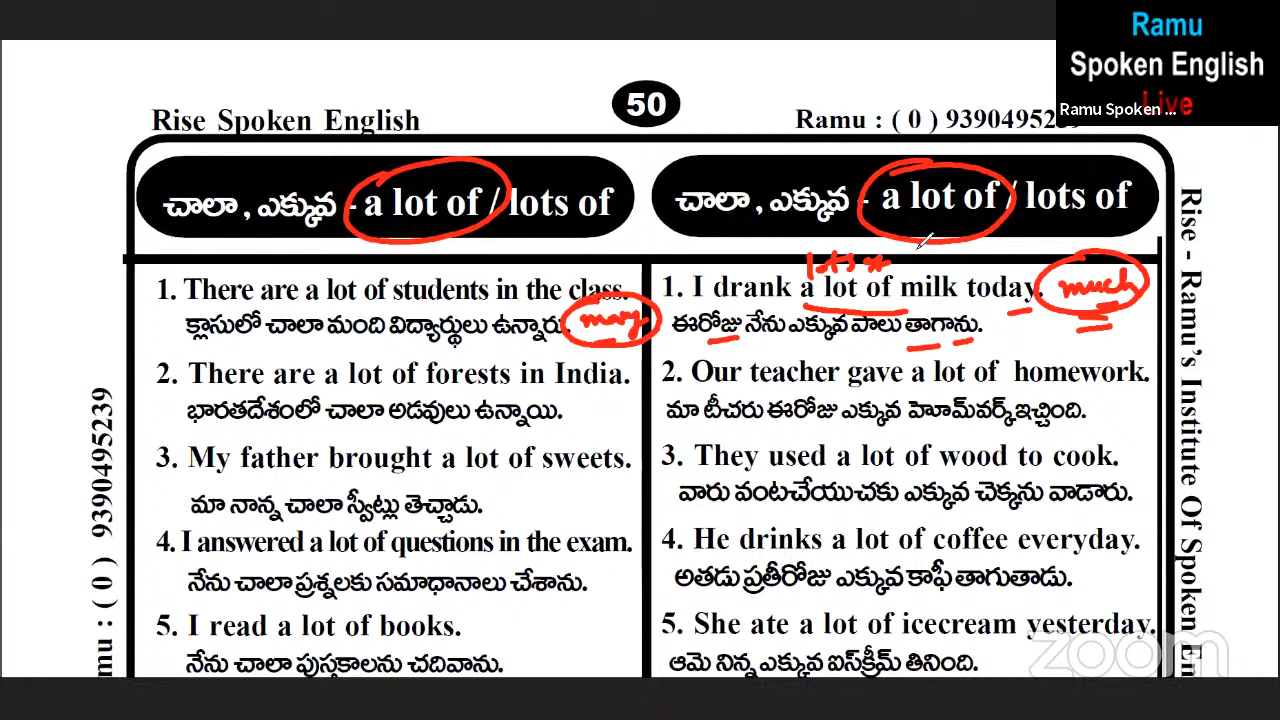 Ramu
Spoken English
Live
Ramu Spoken ...
Rise Spoken English
50
Ramu : ( 0 ) 9390495239
చాలా , ఎక్కువ - a lot of / lots of
చాలా , ఎక్కువ - a lot of / lots of
1. There are a lot of students in the class.
క్లాసులో చాలా మంది విద్యార్థులు ఉన్నారు.
many
2. There are a lot of forests in India.
భారతదేశంలో చాలా అడవులు ఉన్నాయి.
3. My father brought a lot of sweets.
మా నాన్న చాలా స్వీట్లు తెచ్చాడు.
4. I answered a lot of questions in the exam.
నేను చాలా ప్రశ్నలకు సమాధానాలు చేశాను.
5. I read a lot of books.
నేను చాలా పుస్తకాలను చదివాను.
lots
1. I drank a lot of milk today.
much
ఈరోజు నేను ఎక్కువ పాలు తాగాను.
2. Our teacher gave a lot of homework.
మా టీచరు ఈరోజు ఎక్కువ హెూమ్‌వర్క్ ఇచ్చింది.
3. They used a lot of wood to cook.
వారు వంటచేయుచకు ఎక్కువ చెక్కను వాడారు.
4. He drinks a lot of coffee everyday.
అతడు ప్రతీరోజు ఎక్కువ కాఫీ తాగుతాడు.
5. She ate a lot of icecream yesterday.
ఆమె నిన్న ఎక్కువ ఐస్‌క్రీమ్ తినింది.
mu : ( 0 ) 9390495239
Rise - Ramu's Institute Of Spoken En
zoom